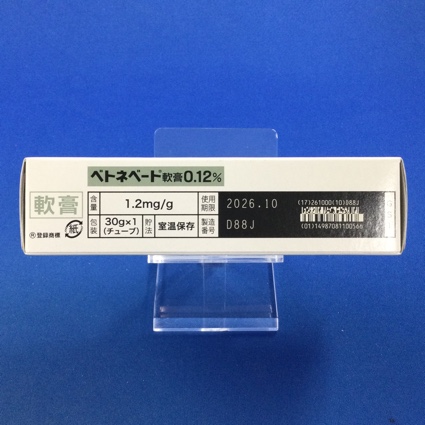 ベトネベード軟膏0.12%
軟膏
Ⓡ登録商標
紙
含量 1.2mg/g 使用期限 2026.10
包装 30g×1(チューブ) 貯法 室温保存 製造番号 D88J
(17)261000(10)D88J
(01)14987081100566